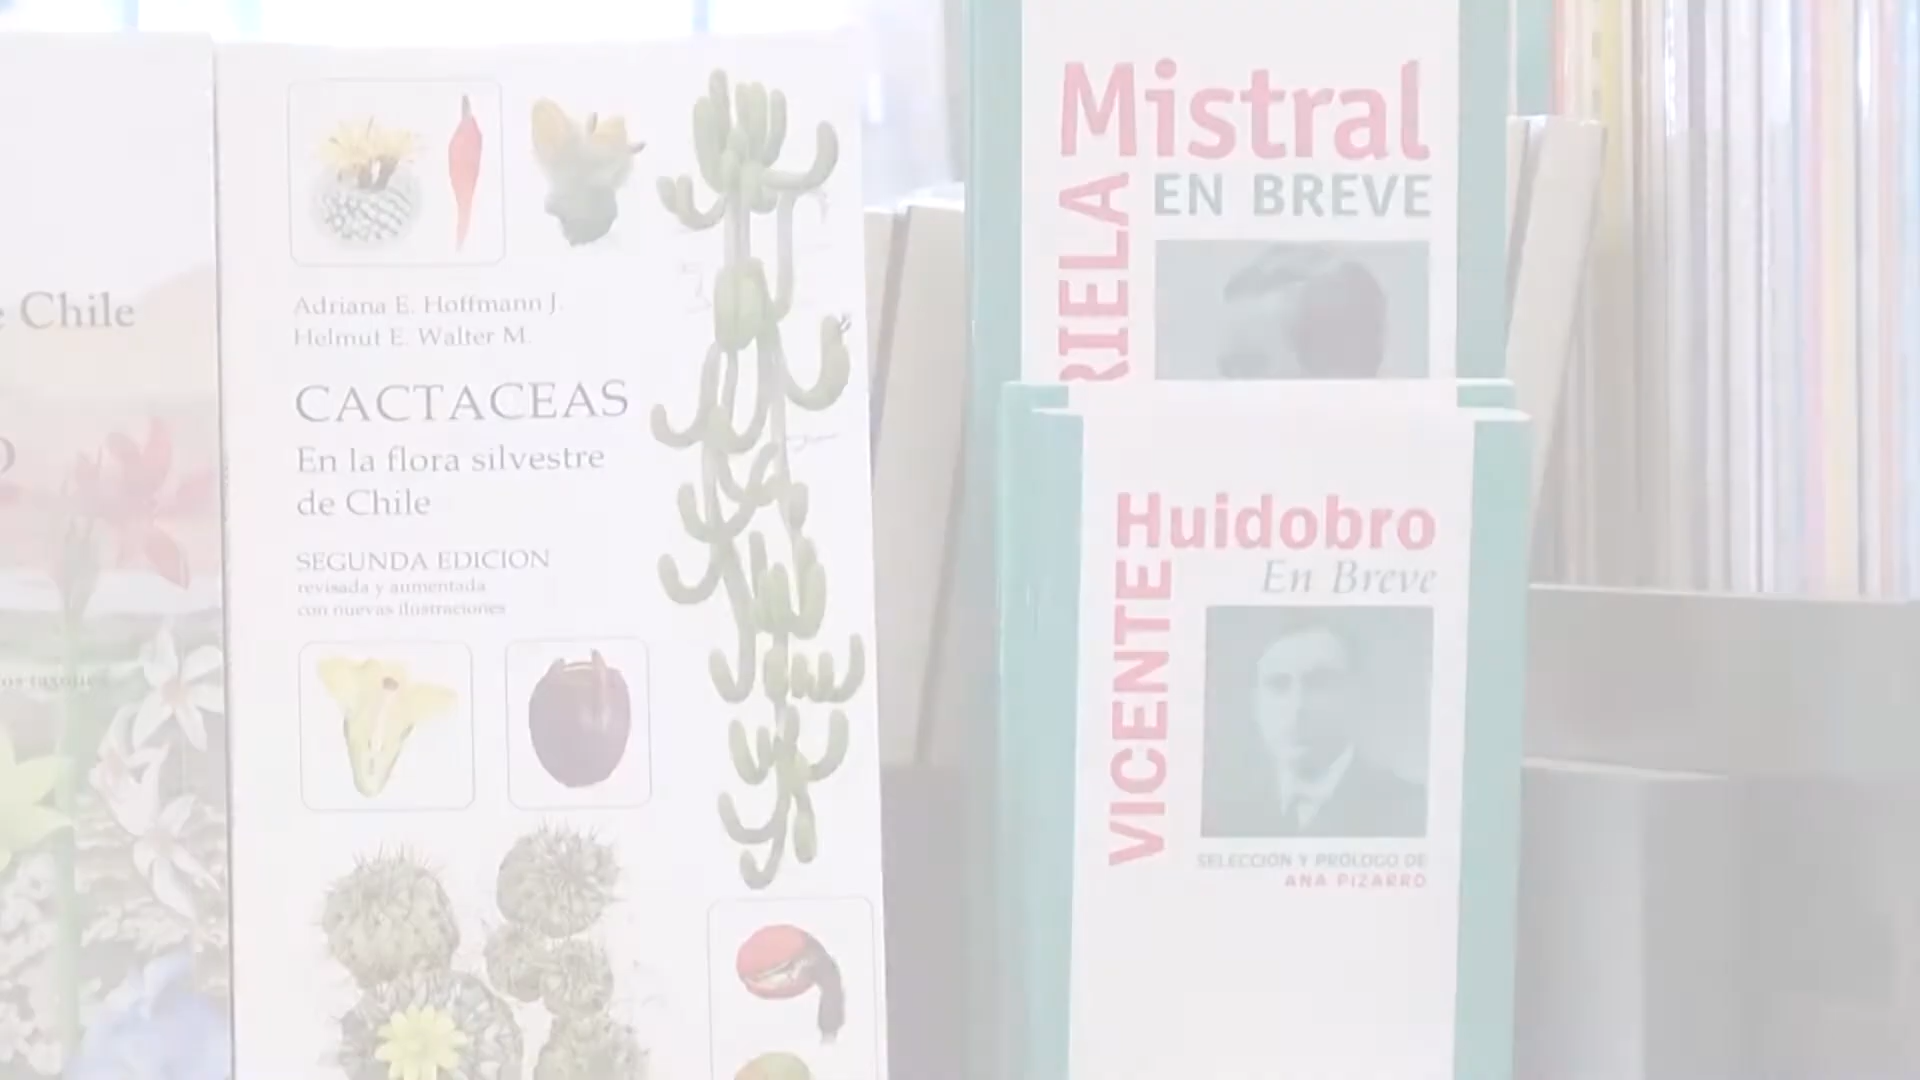 e Chile
Adriana E. Hoffmann J.
Helmut E. Walter M.
CACTACEAS
En la flora silvestre
de Chile
SEGUNDA EDICION
revisada y aumentada
con nuevas ilustraciones
Mistral
EN BREVE
RIELA
Huidobro
En Breve
VICENTE
SELECCIÓN Y PRÓLOGO DE
ANA PIZARRO